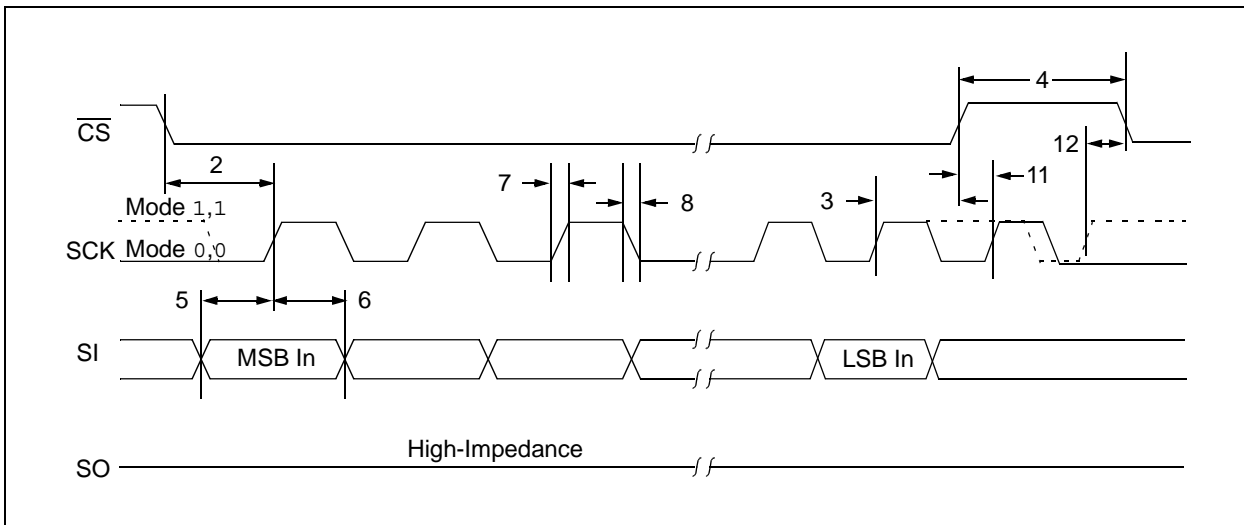 4
CS
12
2
11
7
3
8
Mode 1,1
SCK Mode 0,0
5
6
SI
MSB In
LSB In
High-Impedance
SO